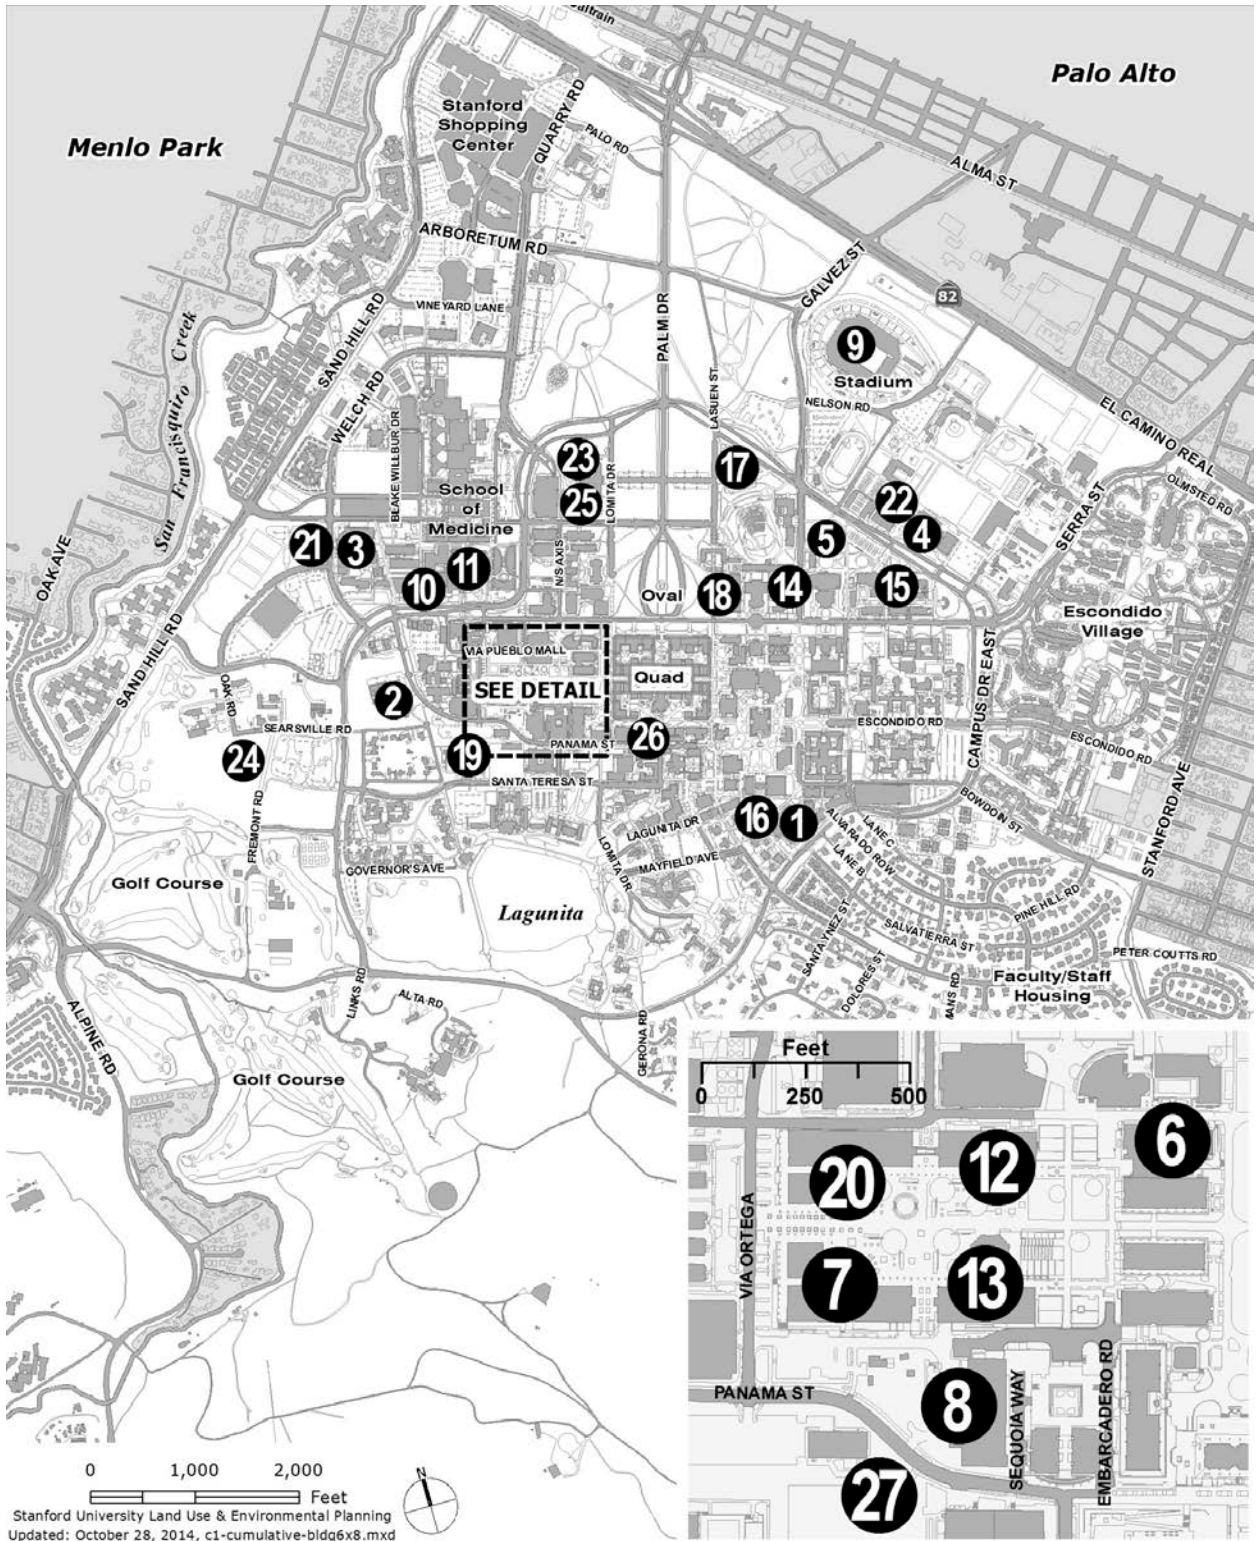 Caltrain
Palo Alto
Menlo Park
Stanford
Shopping
Center
QUARRY RD
PALO RD
ALMA ST
ARBORETUM RD
GALVEZ ST
82
VINEYARD LANE
PALM DR
SAND HILL RD
San Francisquito Creek
WELCH RD
LASUEN ST
9
Stadium
NELSON RD
EL CAMINO REAL
BLAKE WILLBUR DR
23
17
LOMITA DR
OLMSTED RD
School
of
Medicine
25
22
SERRA ST
OAK AVE
21
3
11
10
N/S AXIS
5
4
Oval
18
14
15
Escondido
Village
SAND HILL RD
VIA PUEBLO MALL
SEE DETAIL
Quad
CAMPUS DR EAST
OAK RD
2
SEARSVILLE RD
ESCONDIDO RD
ESCONDIDO RD
24
19
PANAMA ST
26
SANTA TERESA ST
STANFORD AVE
FREMONT RD
16
1
BOWDOIN ST
LAGUNITA DR
ALVARADO ROW
LANE C
LANE B
MAYFIELD AVE
LOMITA DR
GOVERNOR'S AVE
Golf Course
PINE HILL RD
Lagunita
SANTA YNEZ ST
SALVATIERRA ST
DOLORES ST
PETER COUTTS RD
Faculty/Staff
Housing
MANS RD
LINKS RD
ALTA RD
GERONA RD
ALPINE RD
Golf Course
Feet
0 250 500
6
20
12
VIA ORTEGA
7
13
PANAMA ST
8
SEQUOIA WAY
EMBARCADERO RD
27
0 1,000 2,000
Feet
N
Stanford University Land Use & Environmental Planning
Updated: October 28, 2014, c1-cumulative-bldg6x8.mxd